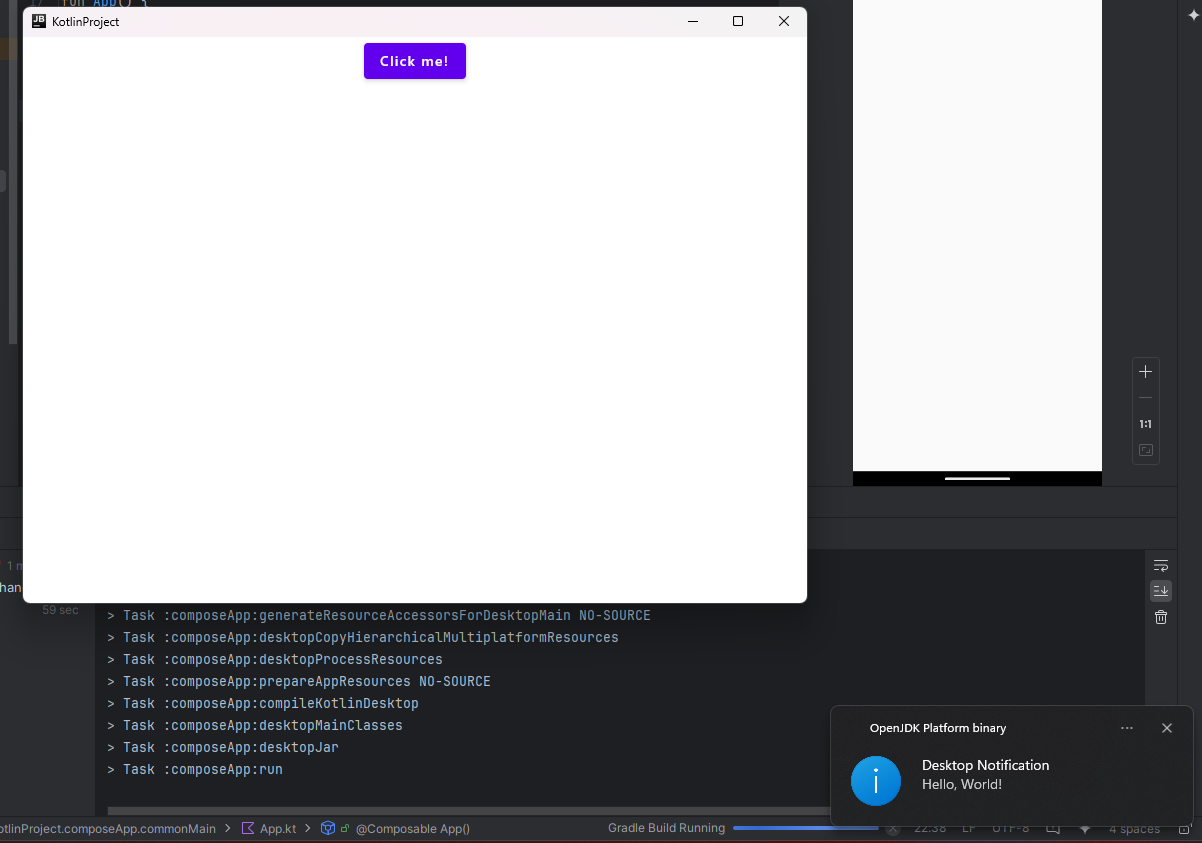 17 fun App() {
JB KotlinProject
Click me!
1:1
1 m
han
59 sec
> Task :composeApp:generateResourceAccessorsForDesktopMain NO-SOURCE
> Task :composeApp:desktopCopyHierarchicalMultiplatformResources
> Task :composeApp:desktopProcessResources
> Task :composeApp:prepareAppResources NO-SOURCE
> Task :composeApp:compileKotlinDesktop
> Task :composeApp:desktopMainClasses
> Task :composeApp:desktopJar
> Task :composeApp:run
OpenJDK Platform binary
Desktop Notification
Hello, World!
otlinProject.composeApp.commonMain > App.kt > @Composable App() Gradle Build Running 22:38 LF UTF-8 4 spaces